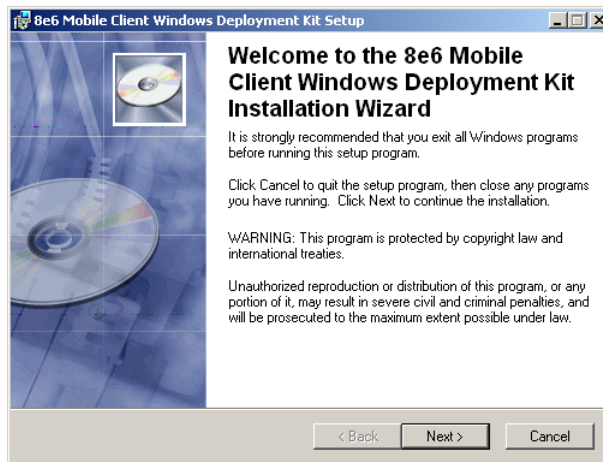 8e6 Mobile Client Windows Deployment Kit Setup
Welcome to the 8e6 Mobile
Client Windows Deployment Kit
Installation Wizard
It is strongly recommended that you exit all Windows programs
before running this setup program.
Click Cancel to quit the setup program, then close any programs
you have running. Click Next to continue the installation.
WARNING: This program is protected by copyright law and
international treaties.
Unauthorized reproduction or distribution of this program, or any
portion of it, may result in severe civil and criminal penalties, and
will be prosecuted to the maximum extent possible under law.
< Back Next > Cancel